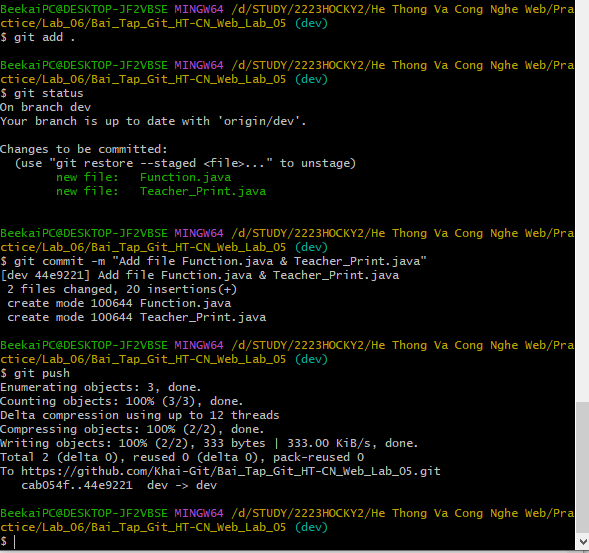 BeekaiPC@DESKTOP-JF2VBSE MINGW64 /d/STUDY/2223HOCKY2/He Thong Va Cong Nghe Web/Pra
ctice/Lab_06/Bai_Tap_Git_HT-CN_Web_Lab_05 (dev)
$ git add .

BeekaiPC@DESKTOP-JF2VBSE MINGW64 /d/STUDY/2223HOCKY2/He Thong Va Cong Nghe Web/Pra
ctice/Lab_06/Bai_Tap_Git_HT-CN_Web_Lab_05 (dev)
$ git status
On branch dev
Your branch is up to date with 'origin/dev'.

Changes to be committed:
  (use "git restore --staged <file>..." to unstage)
        new file:   Function.java
        new file:   Teacher_Print.java


BeekaiPC@DESKTOP-JF2VBSE MINGW64 /d/STUDY/2223HOCKY2/He Thong Va Cong Nghe Web/Pra
ctice/Lab_06/Bai_Tap_Git_HT-CN_Web_Lab_05 (dev)
$ git commit -m "Add file Function.java & Teacher_Print.java"
[dev 44e9221] Add file Function.java & Teacher_Print.java
 2 files changed, 20 insertions(+)
 create mode 100644 Function.java
 create mode 100644 Teacher_Print.java

BeekaiPC@DESKTOP-JF2VBSE MINGW64 /d/STUDY/2223HOCKY2/He Thong Va Cong Nghe Web/Pra
ctice/Lab_06/Bai_Tap_Git_HT-CN_Web_Lab_05 (dev)
$ git push
Enumerating objects: 3, done.
Counting objects: 100% (3/3), done.
Delta compression using up to 12 threads
Compressing objects: 100% (2/2), done.
Writing objects: 100% (2/2), 333 bytes | 333.00 KiB/s, done.
Total 2 (delta 0), reused 0 (delta 0), pack-reused 0
To https://github.com/Khai-Git/Bai_Tap_Git_HT-CN_Web_Lab_05.git
   cab054f..44e9221  dev -> dev

BeekaiPC@DESKTOP-JF2VBSE MINGW64 /d/STUDY/2223HOCKY2/He Thong Va Cong Nghe Web/Pra
ctice/Lab_06/Bai_Tap_Git_HT-CN_Web_Lab_05 (dev)
$